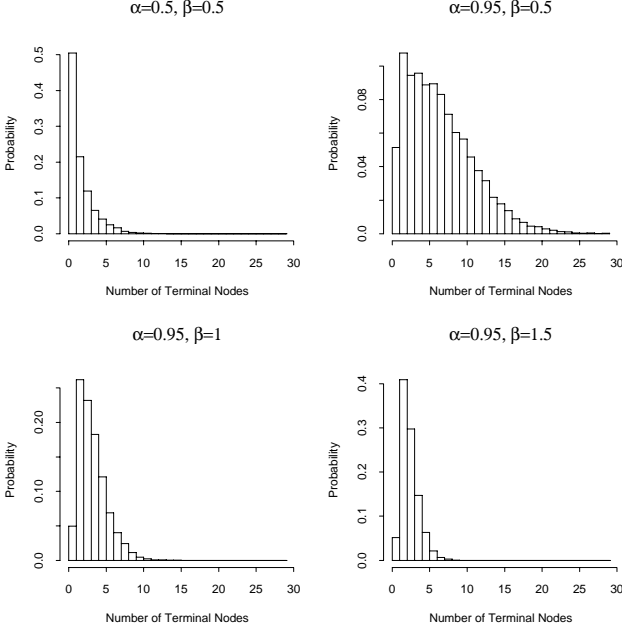 α=0.5, β=0.5
Probability
0.5
0.4
0.3
0.2
0.1
0.0
0 5 10 15 20 25 30
Number of Terminal Nodes
α=0.95, β=0.5
Probability
0.08
0.04
0.0
0 5 10 15 20 25 30
Number of Terminal Nodes
α=0.95, β=1
Probability
0.20
0.10
0.0
0 5 10 15 20 25 30
Number of Terminal Nodes
α=0.95, β=1.5
Probability
0.4
0.3
0.2
0.1
0.0
0 5 10 15 20 25 30
Number of Terminal Nodes